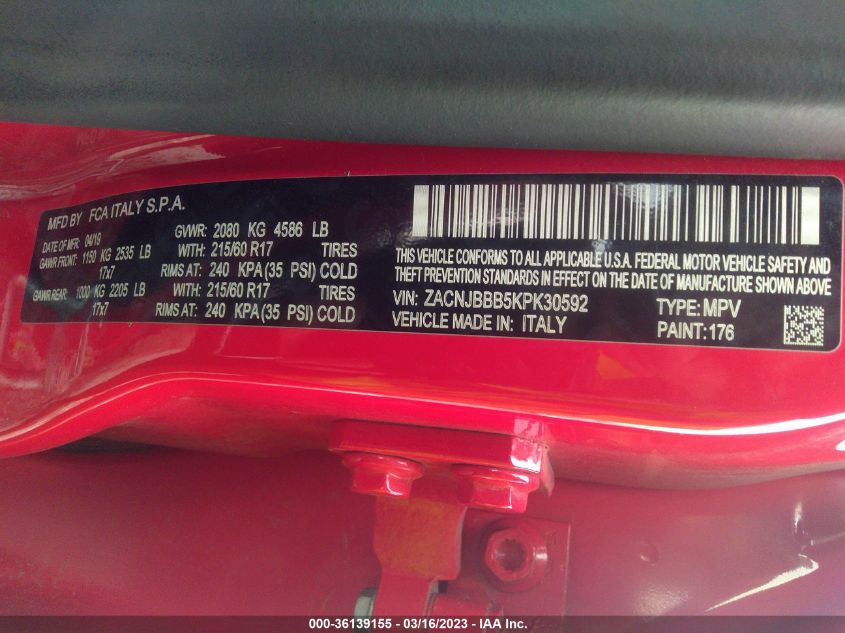 MFD BY FCA ITALY S.P.A.
DATE OF MFR: 04/19 GVWR: 2080 KG 4586 LB
GAWR FRONT: 1150 KG 2535 LB WITH: 215/60 R17 TIRES
17x7 RIMS AT: 240 KPA(35 PSI) COLD
GAWR REAR: 1000 KG 2205 LB WITH: 215/60 R17 TIRES
17x7 RIMS AT: 240 KPA(35 PSI) COLD
THIS VEHICLE CONFORMS TO ALL APPLICABLE U.S.A. FEDERAL MOTOR VEHICLE SAFETY AND
THEFT PREVENTION STANDARDS IN EFFECT ON THE DATE OF MANUFACTURE SHOWN ABOVE
VIN: ZACNJBBB5KPK30592 TYPE: MPV
VEHICLE MADE IN: ITALY PAINT: 176
000-36139155 - 03/16/2023 - IAA Inc.